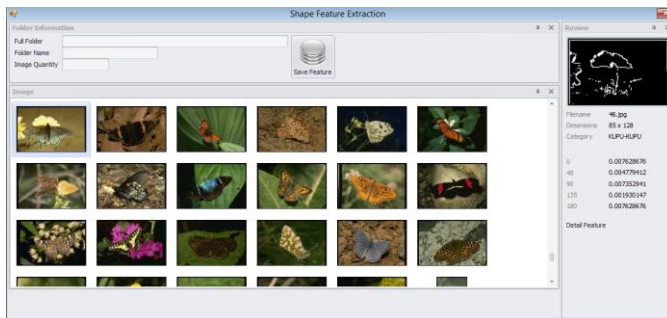 Shape Feature Extraction
Folder Information
Full Folder
Folder Name
Image Quantity
Save Feature
Image
Review
Filename 46.jpg
Dimensions 85 x 128
Category KUPU-KUPU
0 0.007628676
45 0.004779412
90 0.007352941
135 0.001930147
180 0.007628676
Detail Feature